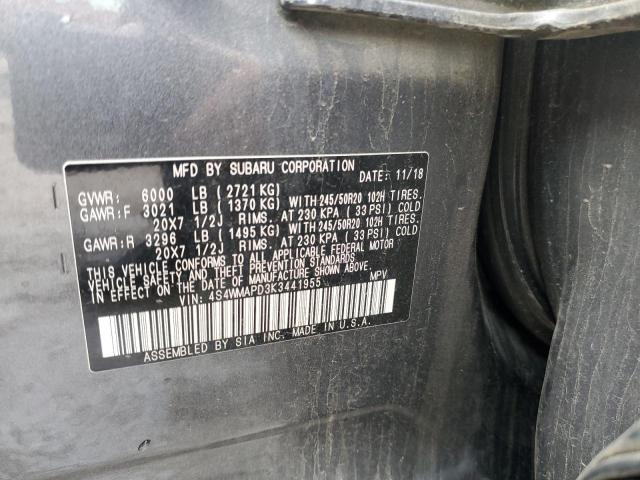 MFD BY SUBARU CORPORATION
DATE: 11/18
GVWR: 6000 LB (2721 KG)
GAWR:F 3021 LB (1370 KG) WITH 245/50R20 102H TIRES.
20X7 1/2J RIMS. AT 230 KPA (33 PSI) COLD
GAWR:R 3296 LB (1495 KG) WITH 245/50R20 102H TIRES.
20X7 1/2J RIMS. AT 230 KPA (33 PSI) COLD
THIS VEHICLE CONFORMS TO ALL APPLICABLE FEDERAL MOTOR
VEHICLE SAFETY AND THEFT PREVENTION STANDARDS
IN EFFECT ON THE DATE OF MANUFACTURE SHOWN ABOVE.
VIN: 4S4WMAPD3K3441955 MPV
ASSEMBLED BY SIA INC. MADE IN U.S.A.